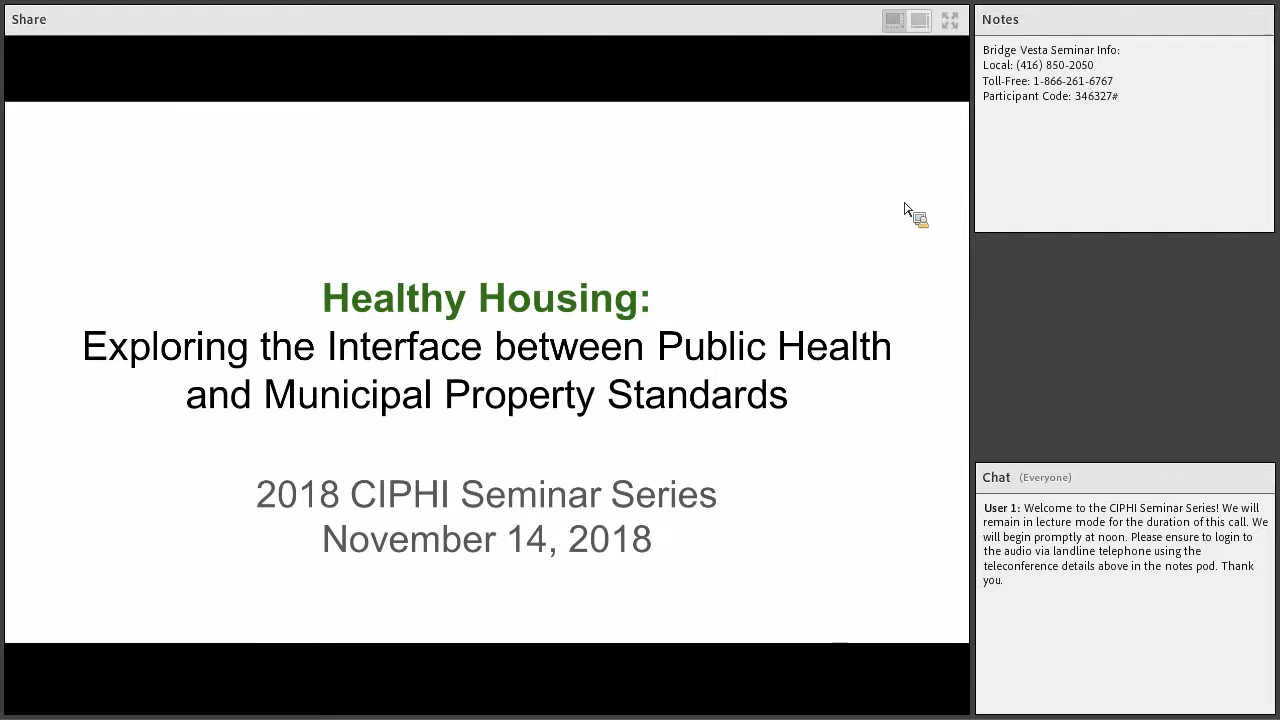 Share
Healthy Housing:
Exploring the Interface between Public Health
and Municipal Property Standards
2018 CIPHI Seminar Series
November 14, 2018
Notes
Bridge Vesta Seminar Info:
Local: (416) 850-2050
Toll-Free: 1-866-261-6767
Participant Code: 346327#
Chat (Everyone)
User 1: Welcome to the CIPHI Seminar Series! We will
remain in lecture mode for the duration of this call. We
will begin promptly at noon. Please ensure to login to
the audio via landline telephone using the
teleconference details above in the notes pod. Thank
you.